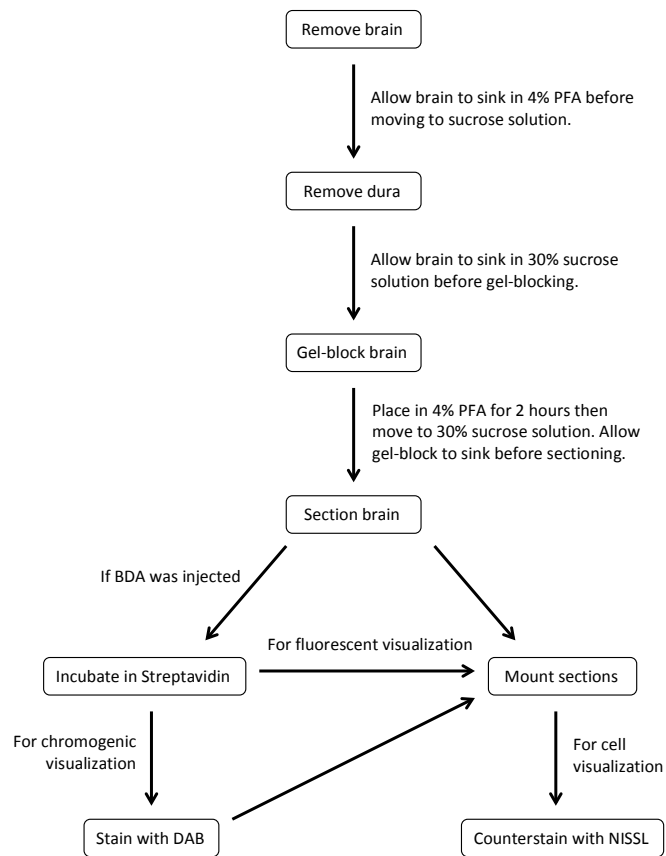 Remove brain
Allow brain to sink in 4% PFA before
moving to sucrose solution.
Remove dura
Allow brain to sink in 30% sucrose
solution before gel-blocking.
Gel-block brain
Place in 4% PFA for 2 hours then
move to 30% sucrose solution. Allow
gel-block to sink before sectioning.
Section brain
If BDA was injected
For fluorescent visualization
Incubate in Streptavidin
Mount sections
For chromogenic
visualization
For cell
visualization
Stain with DAB
Counterstain with NISSL